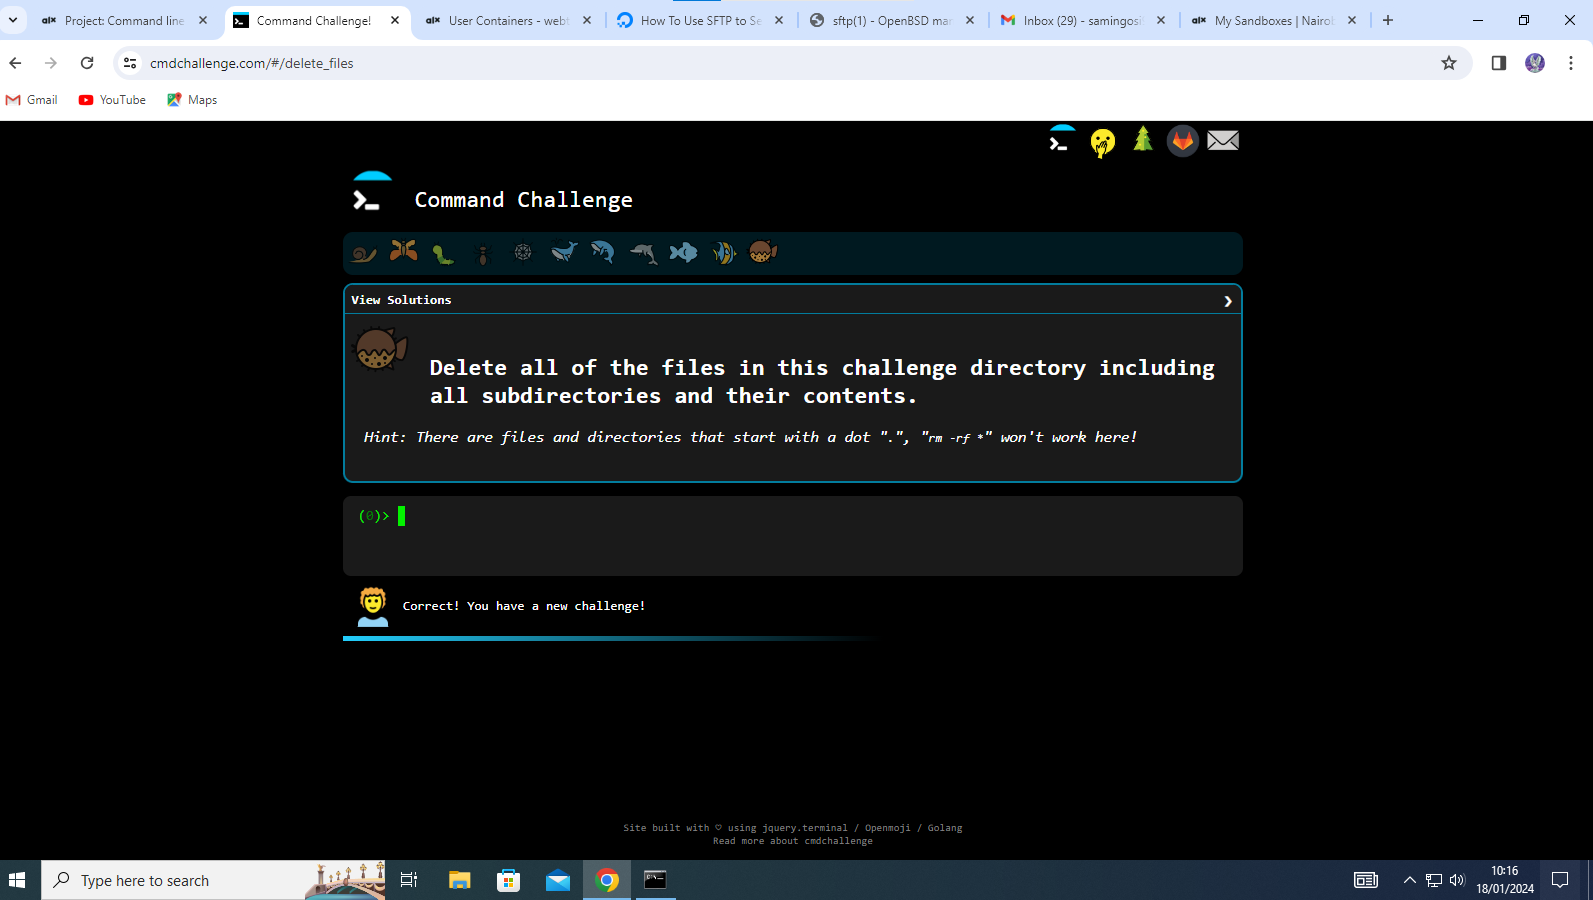 Project: Command line
Command Challenge!
User Containers - webt
How To Use SFTP to Se
sftp(1) - OpenBSD mar
Inbox (29) - samingosi
My Sandboxes | Nairob
cmdchallenge.com/#/delete_files
Gmail
YouTube
Maps
Command Challenge
View Solutions
Delete all of the files in this challenge directory including
all subdirectories and their contents.
Hint: There are files and directories that start with a dot ".", "rm -rf *" won't work here!
(0)>
Correct! You have a new challenge!
Site built with ♡ using jquery.terminal / Openmoji / Golang
Read more about cmdchallenge
Type here to search
10:16
18/01/2024